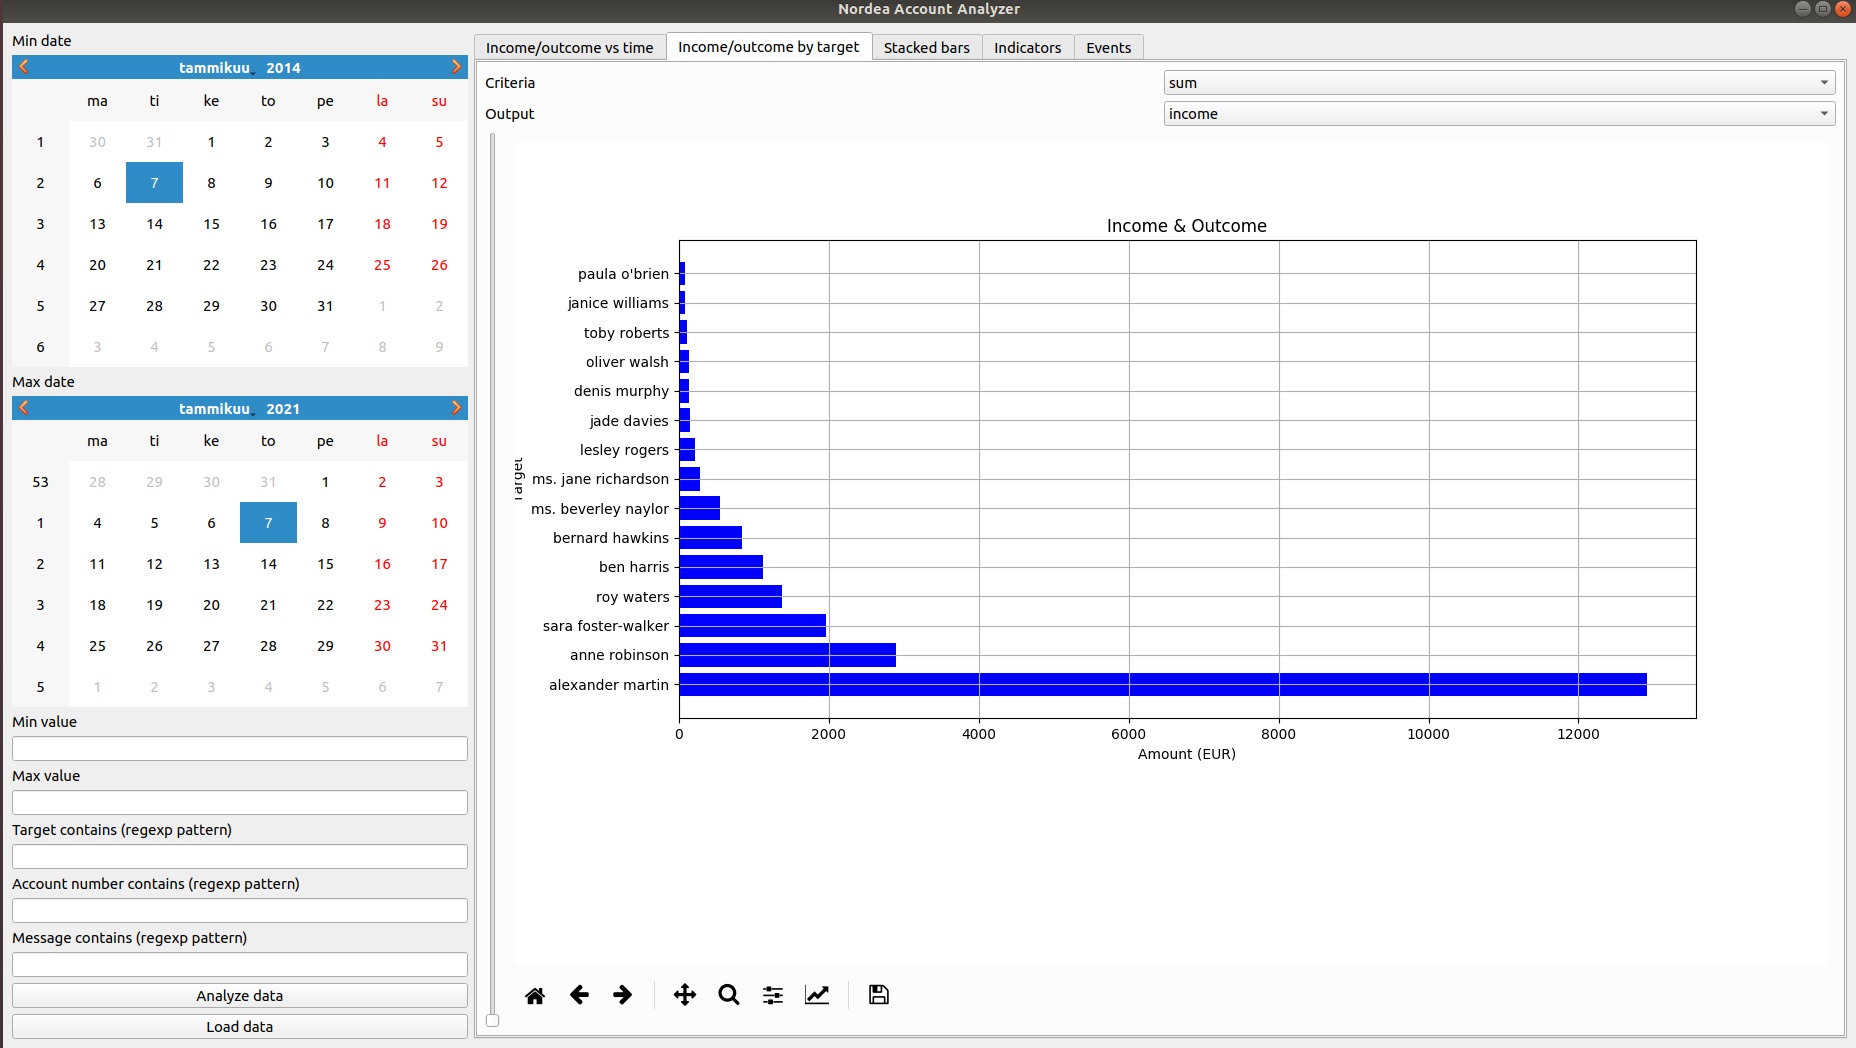 Nordea Account Analyzer
Min date
tammikuu 2014
ma ti ke to pe la su
1 30 31 1 2 3 4 5
2 6 7 8 9 10 11 12
3 13 14 15 16 17 18 19
4 20 21 22 23 24 25 26
5 27 28 29 30 31 1 2
6 3 4 5 6 7 8 9
Max date
tammikuu 2021
ma ti ke to pe la su
53 28 29 30 31 1 2 3
1 4 5 6 7 8 9 10
2 11 12 13 14 15 16 17
3 18 19 20 21 22 23 24
4 25 26 27 28 29 30 31
5 1 2 3 4 5 6 7
Min value
Max value
Target contains (regexp pattern)
Account number contains (regexp pattern)
Message contains (regexp pattern)
Analyze data
Load data
Income/outcome vs time Income/outcome by target Stacked bars Indicators Events
Criteria sum
Output income
Income & Outcome
Target
paula o'brien
janice williams
toby roberts
oliver walsh
denis murphy
jade davies
lesley rogers
ms. jane richardson
ms. beverley naylor
bernard hawkins
ben harris
roy waters
sara foster-walker
anne robinson
alexander martin
0 2000 4000 6000 8000 10000 12000
Amount (EUR)